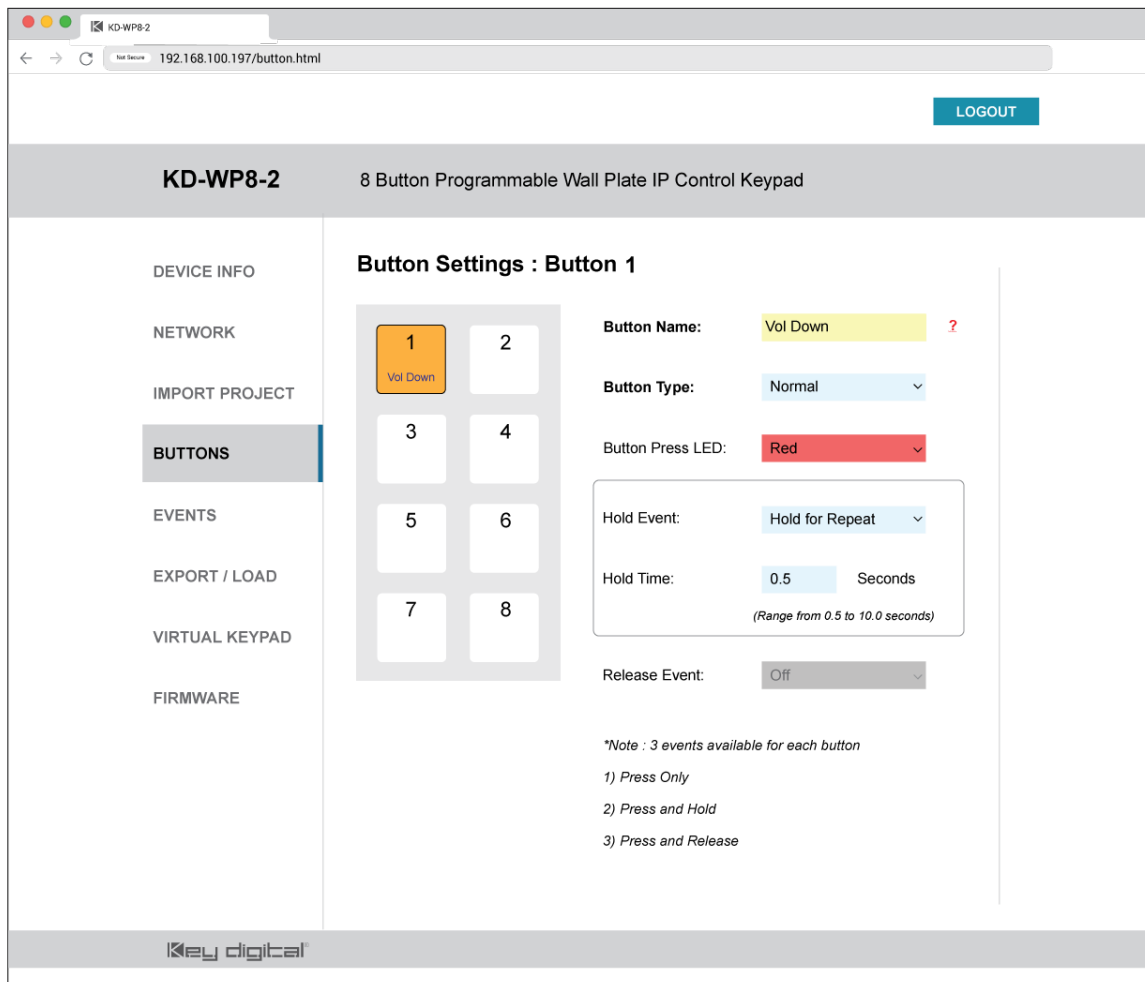 KD-WP8-2
Not Secure 192.168.100.197/button.html
LOGOUT
KD-WP8-2 8 Button Programmable Wall Plate IP Control Keypad
DEVICE INFO
NETWORK
IMPORT PROJECT
BUTTONS
EVENTS
EXPORT / LOAD
VIRTUAL KEYPAD
FIRMWARE
Button Settings : Button 1
1 2
Vol Down
3 4
5 6
7 8
Button Name: Vol Down ?
Button Type: Normal
Button Press LED: Red
Hold Event: Hold for Repeat
Hold Time: 0.5 Seconds
(Range from 0.5 to 10.0 seconds)
Release Event: Off
*Note : 3 events available for each button
1) Press Only
2) Press and Hold
3) Press and Release
Key digital®